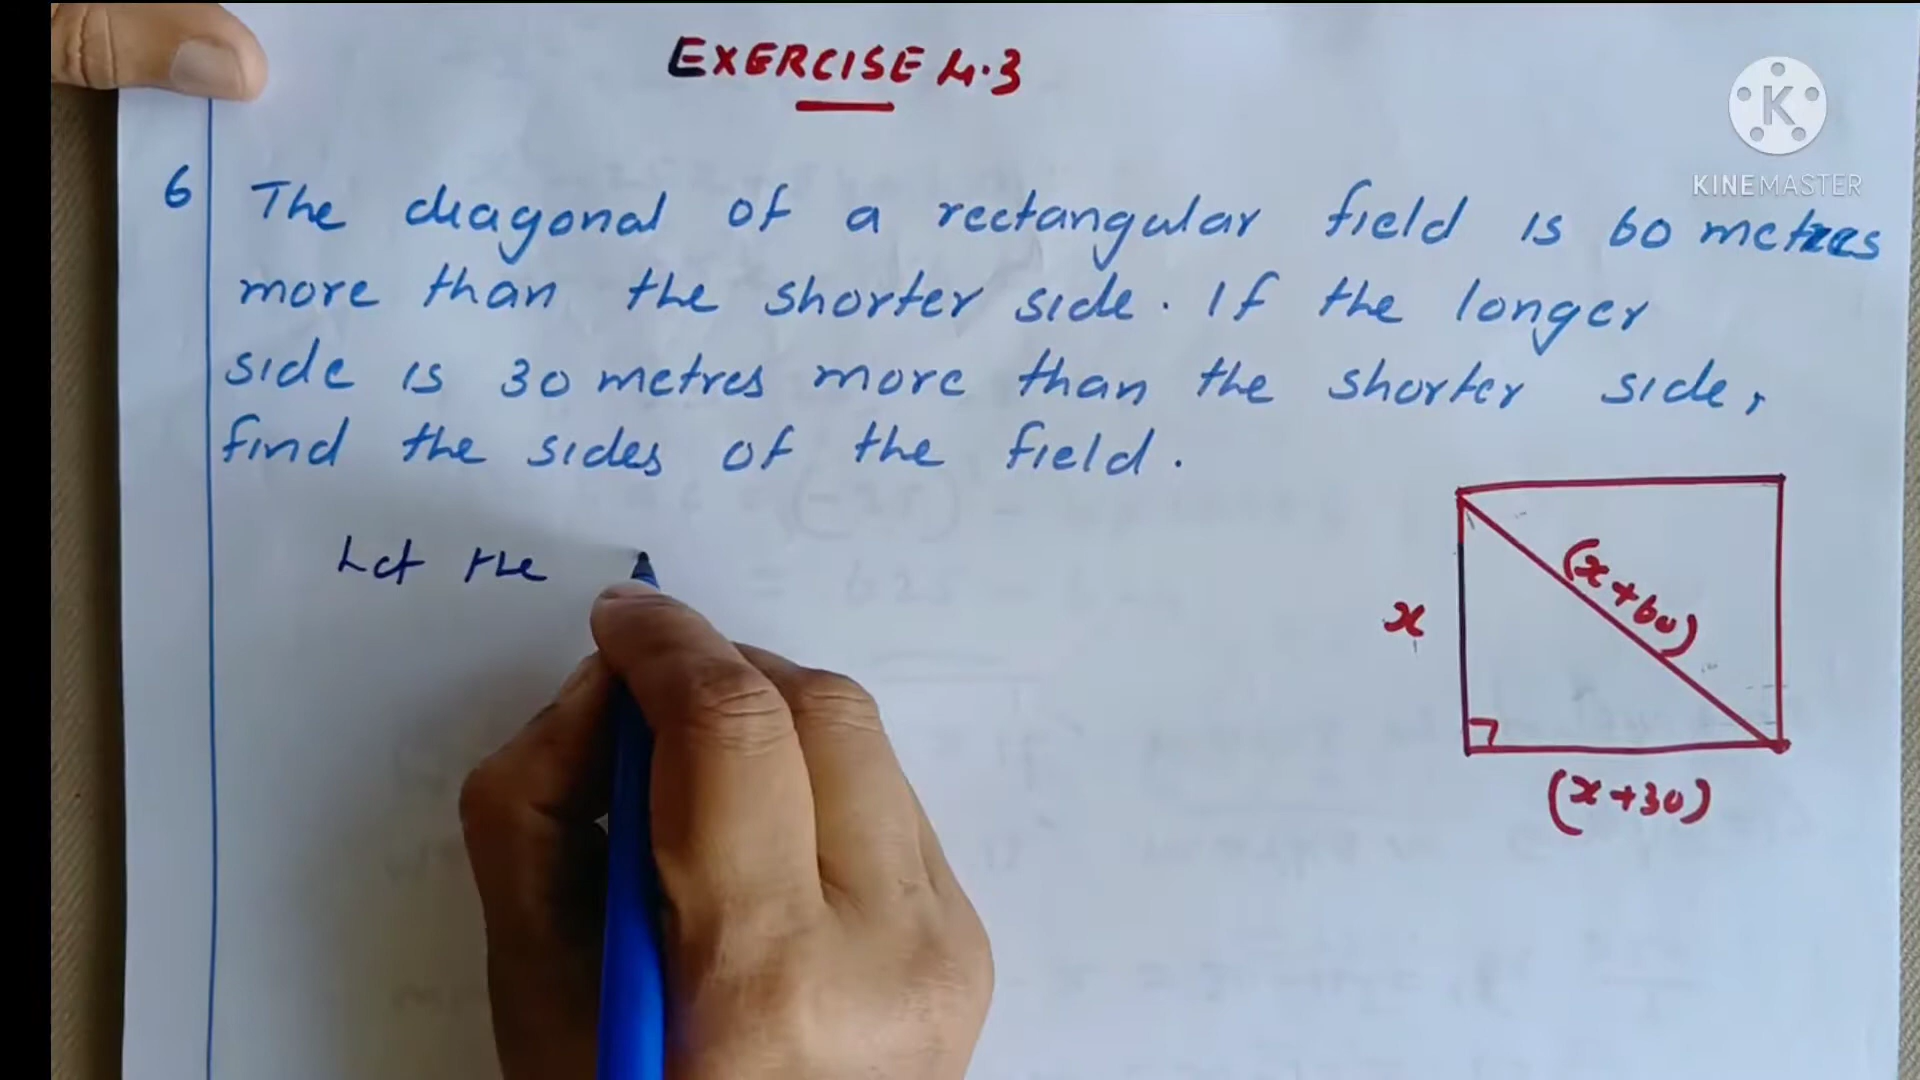 EXERCISE 4.3
KINEMASTER
6 The diagonal of a rectangular field is 60 metres
more than the shorter side. If the longer
side is 30 metres more than the shorter side,
find the sides of the field.
Let the
(x+60)
x
(x+30)